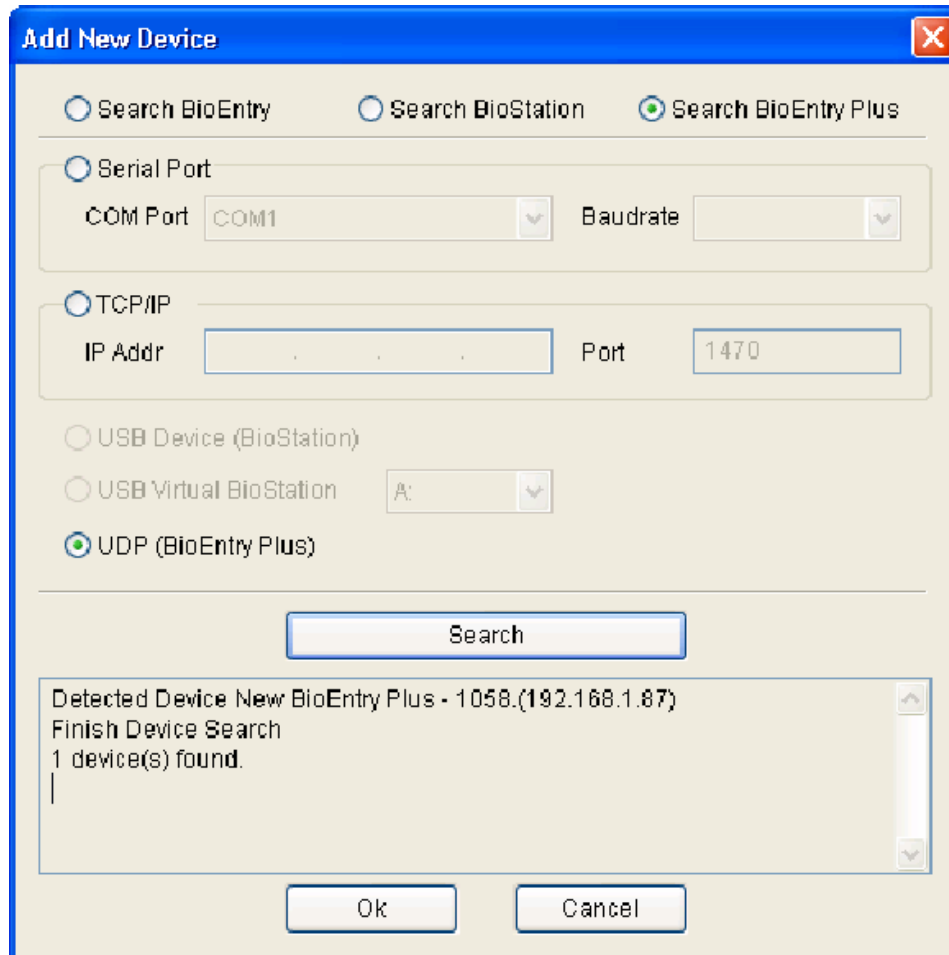 Add New Device
Search BioEntry Search BioStation Search BioEntry Plus
Serial Port
COM Port COM1 Baudrate
TCP/IP
IP Addr . . . Port 1470
USB Device (BioStation)
USB Virtual BioStation A:
UDP (BioEntry Plus)
Search
Detected Device New BioEntry Plus - 1058.(192.168.1.87)
Finish Device Search
1 device(s) found.
Ok Cancel